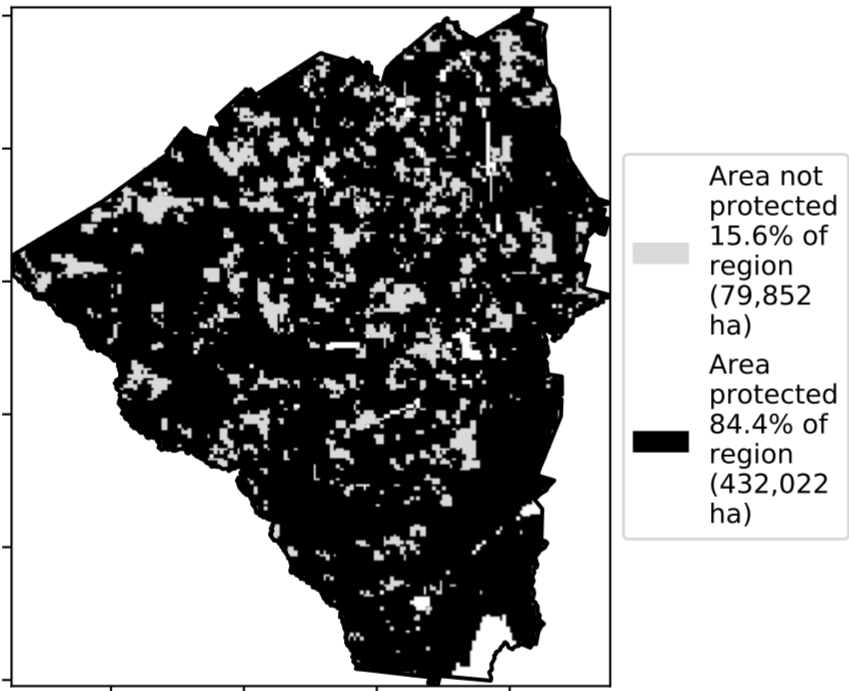 Area not
protected
15.6% of
region
(79,852
ha)
Area
protected
84.4% of
region
(432,022
ha)